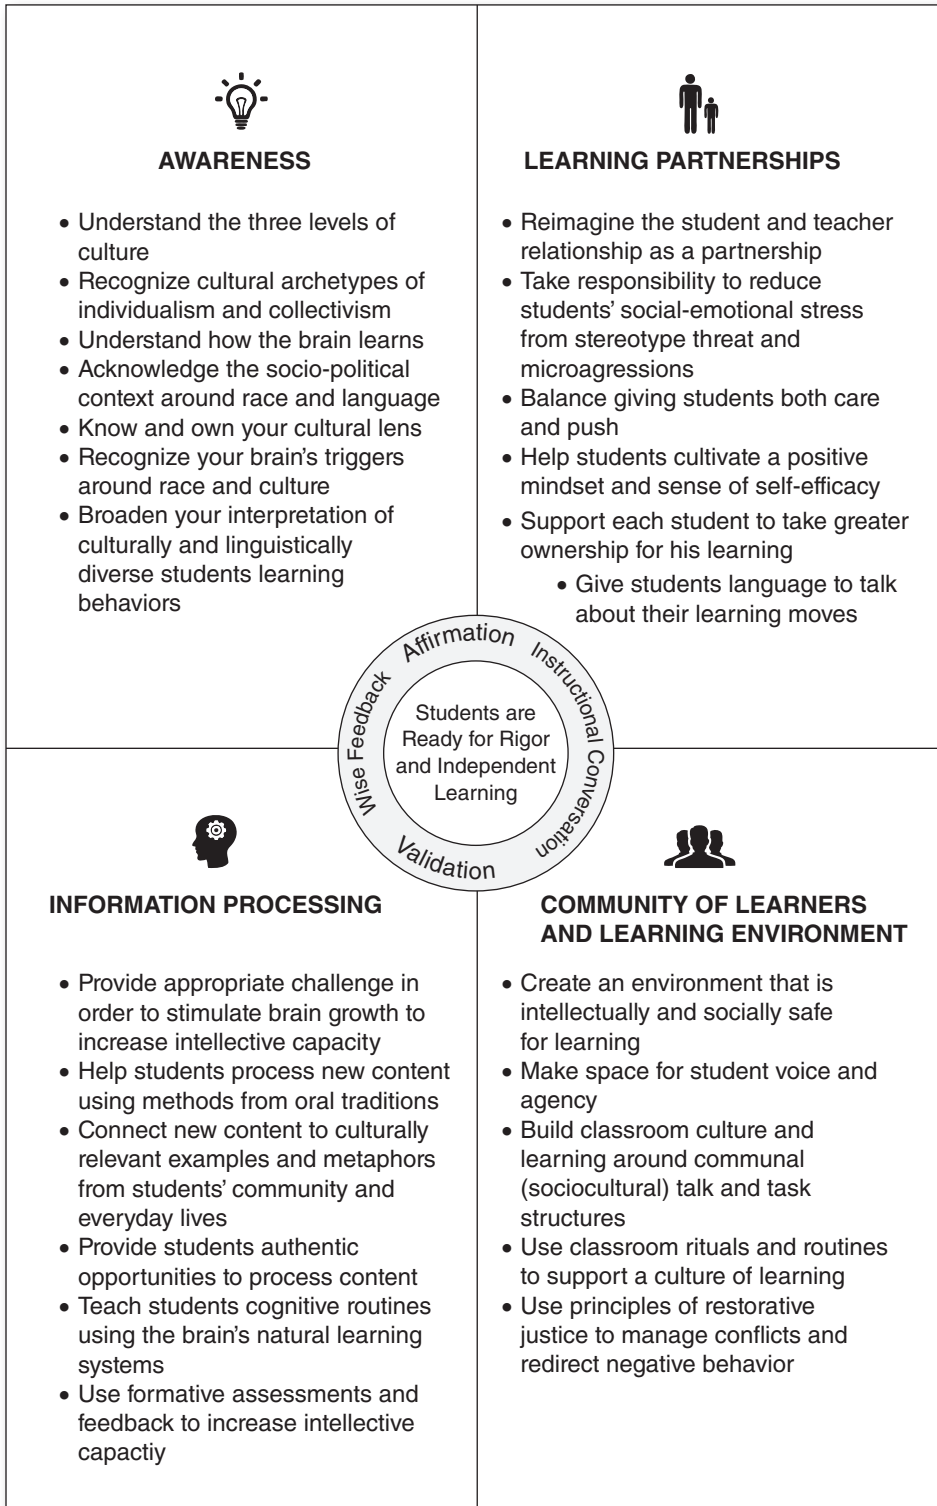 AWARENESS
• Understand the three levels of
culture
• Recognize cultural archetypes of
individualism and collectivism
• Understand how the brain learns
• Acknowledge the socio-political
context around race and language
• Know and own your cultural lens
• Recognize your brain's triggers
around race and culture
• Broaden your interpretation of
culturally and linguistically
diverse students learning
behaviors
LEARNING PARTNERSHIPS
• Reimagine the student and teacher
relationship as a partnership
• Take responsibility to reduce
students' social-emotional stress
from stereotype threat and
microagressions
• Balance giving students both care
and push
• Help students cultivate a positive
mindset and sense of self-efficacy
• Support each student to take greater
ownership for his learning
• Give students language to talk
about their learning moves
Affirmation
Instructional Conversation
Validation
Wise Feedback
Students are
Ready for Rigor
and Independent
Learning
INFORMATION PROCESSING
• Provide appropriate challenge in
order to stimulate brain growth to
increase intellective capacity
• Help students process new content
using methods from oral traditions
• Connect new content to culturally
relevant examples and metaphors
from students' community and
everyday lives
• Provide students authentic
opportunities to process content
• Teach students cognitive routines
using the brain's natural learning
systems
• Use formative assessments and
feedback to increase intellective
capactiy
COMMUNITY OF LEARNERS
AND LEARNING ENVIRONMENT
• Create an environment that is
intellectually and socially safe
for learning
• Make space for student voice and
agency
• Build classroom culture and
learning around communal
(sociocultural) talk and task
structures
• Use classroom rituals and routines
to support a culture of learning
• Use principles of restorative
justice to manage conflicts and
redirect negative behavior